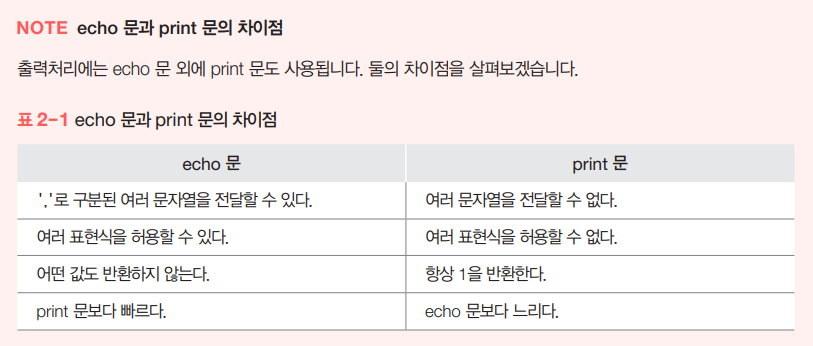 NOTE echo 문과 print 문의 차이점
출력처리에는 echo 문 외에 print 문도 사용됩니다. 둘의 차이점을 살펴보겠습니다.
표 2-1 echo 문과 print 문의 차이점
echo 문 print 문
','로 구분된 여러 문자열을 전달할 수 있다. 여러 문자열을 전달할 수 없다.
여러 표현식을 허용할 수 있다. 여러 표현식을 허용할 수 없다.
어떤 값도 반환하지 않는다. 항상 1을 반환한다.
print 문보다 빠르다. echo 문보다 느리다.